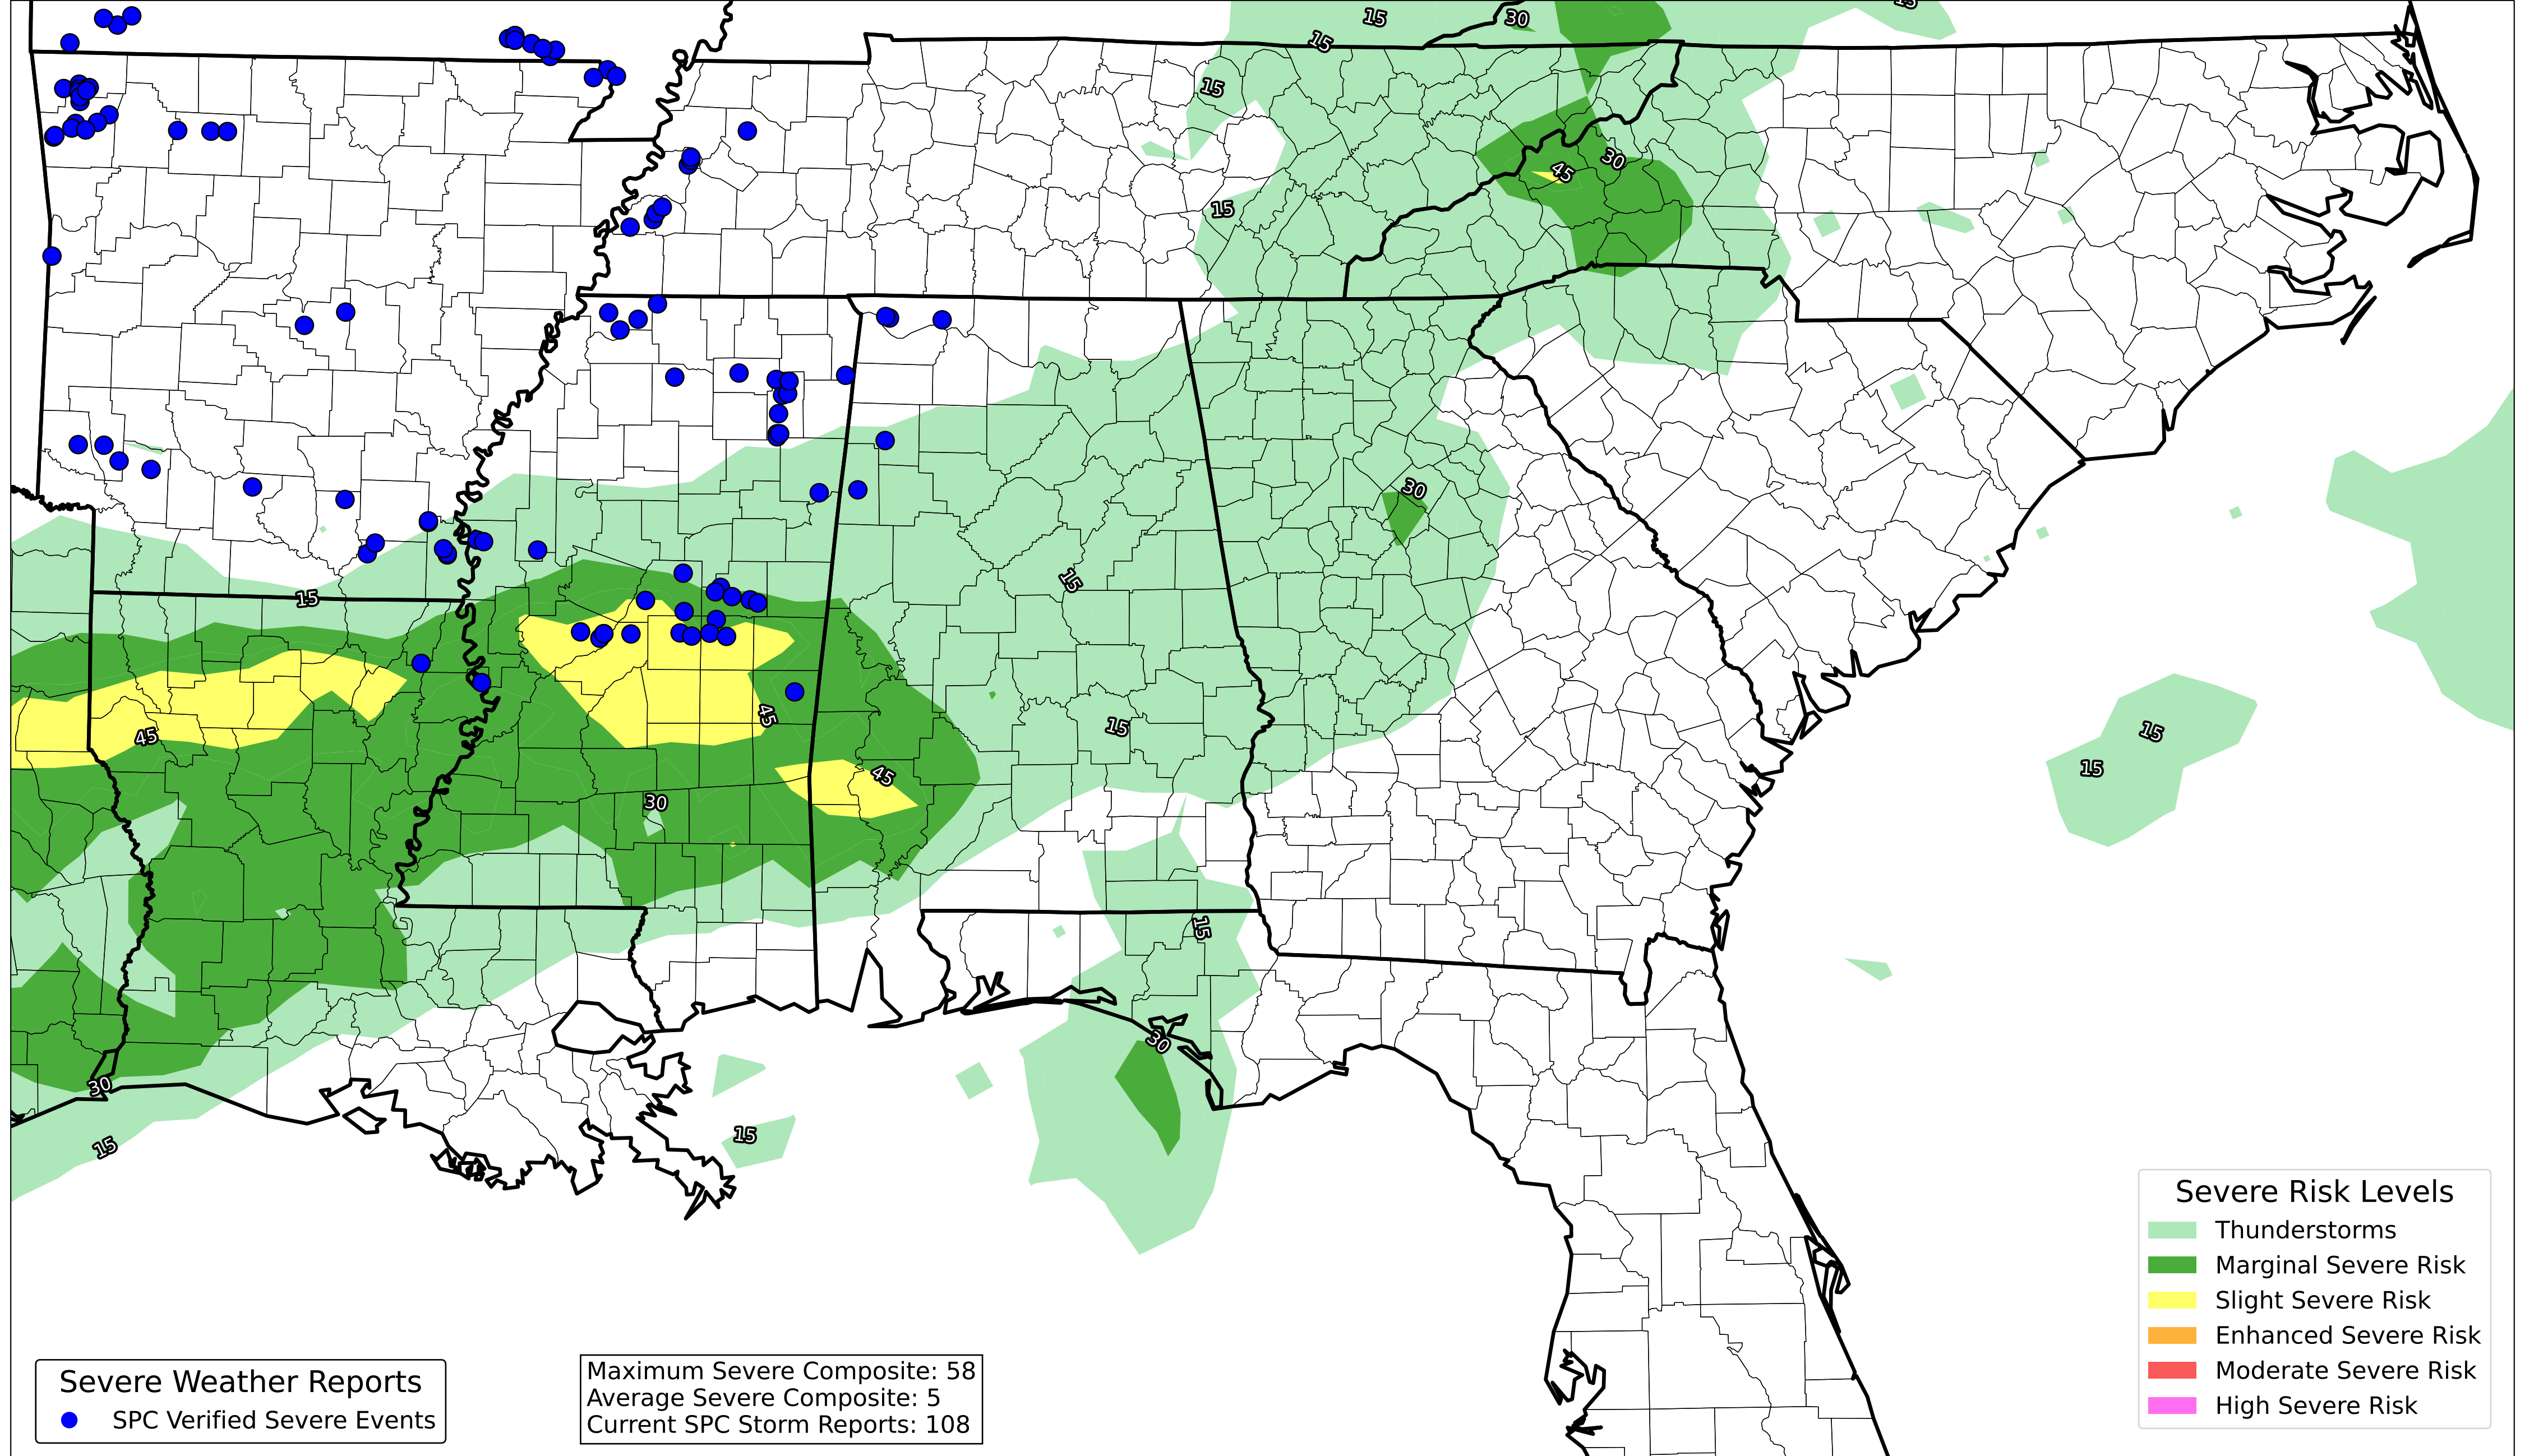 15
30
15
15
15
30
45
15
30
15
15
45
45
15
15
45
15
30
15
30
30
15
15
Severe Risk Levels
Thunderstorms
Marginal Severe Risk
Slight Severe Risk
Enhanced Severe Risk
Moderate Severe Risk
High Severe Risk
Severe Weather Reports
SPC Verified Severe Events
Maximum Severe Composite: 58
Average Severe Composite: 5
Current SPC Storm Reports: 108